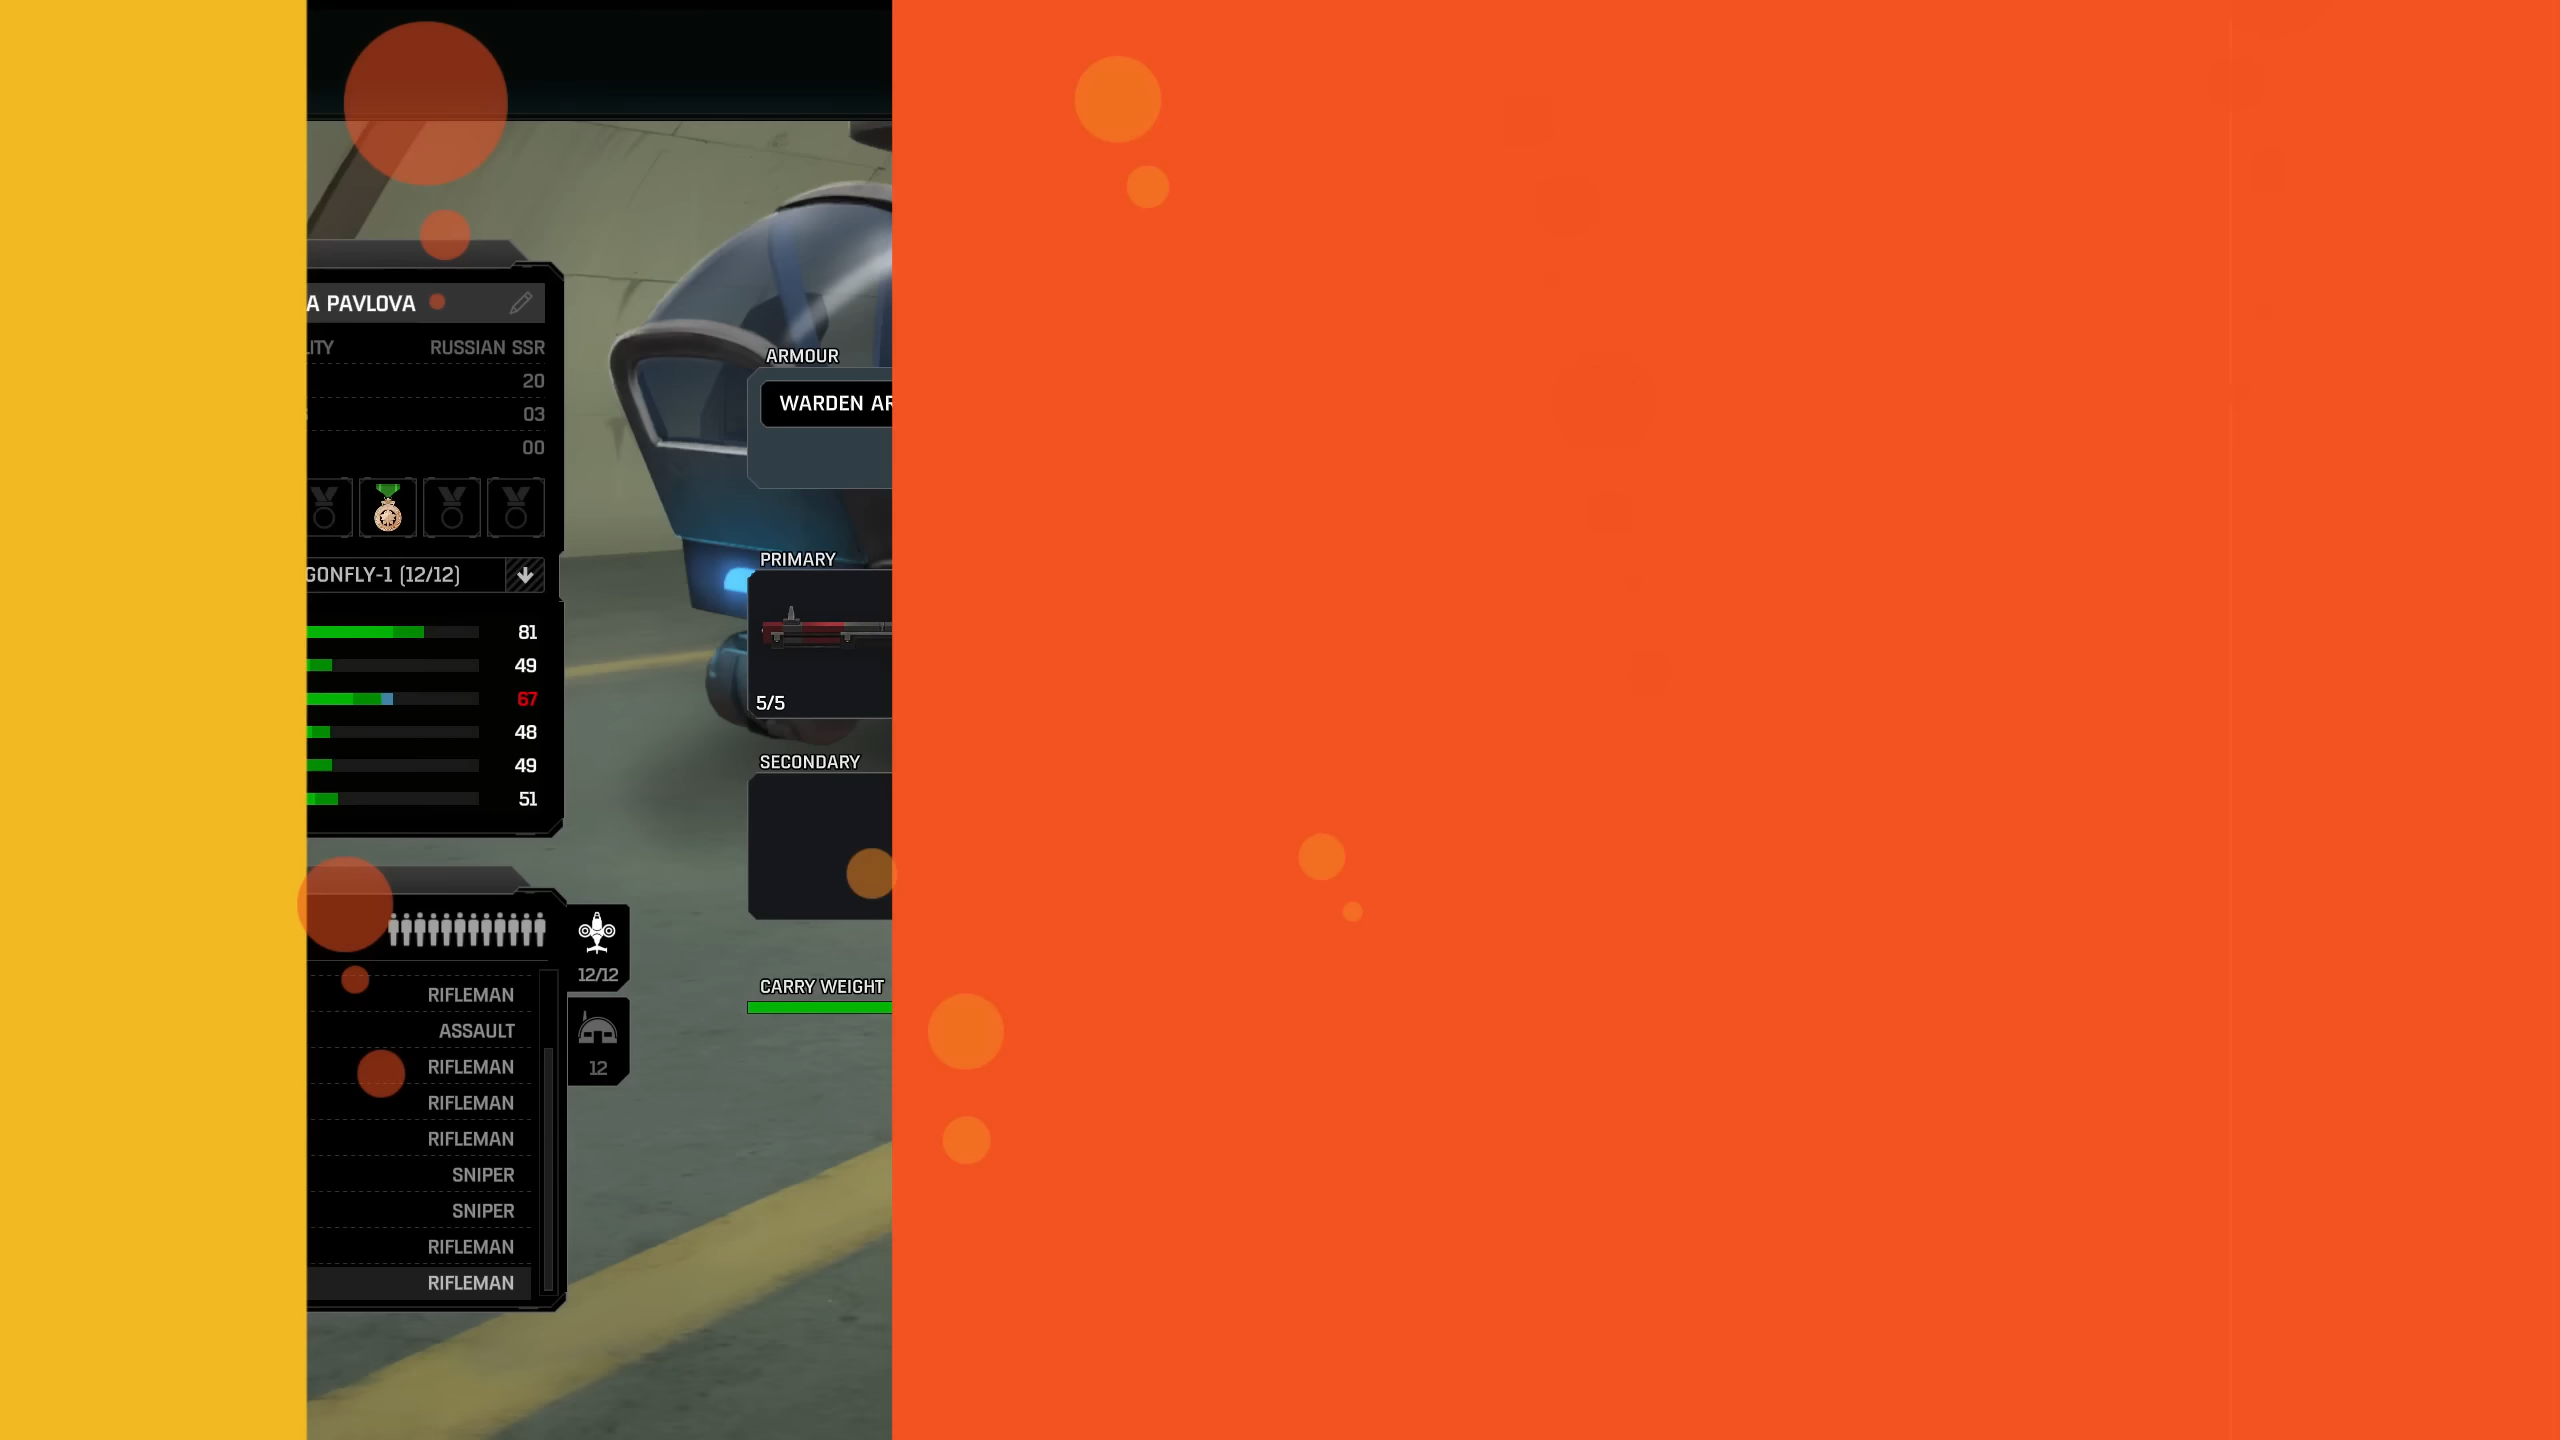 A PAVLOVA
LITY RUSSIAN SSR
20
03
00
GONFLY-1 (12/12)
81
49
67
48
49
51
12/12
12
RIFLEMAN
ASSAULT
RIFLEMAN
RIFLEMAN
RIFLEMAN
SNIPER
SNIPER
RIFLEMAN
RIFLEMAN
ARMOUR
WARDEN AR
PRIMARY
5/5
SECONDARY
CARRY WEIGHT